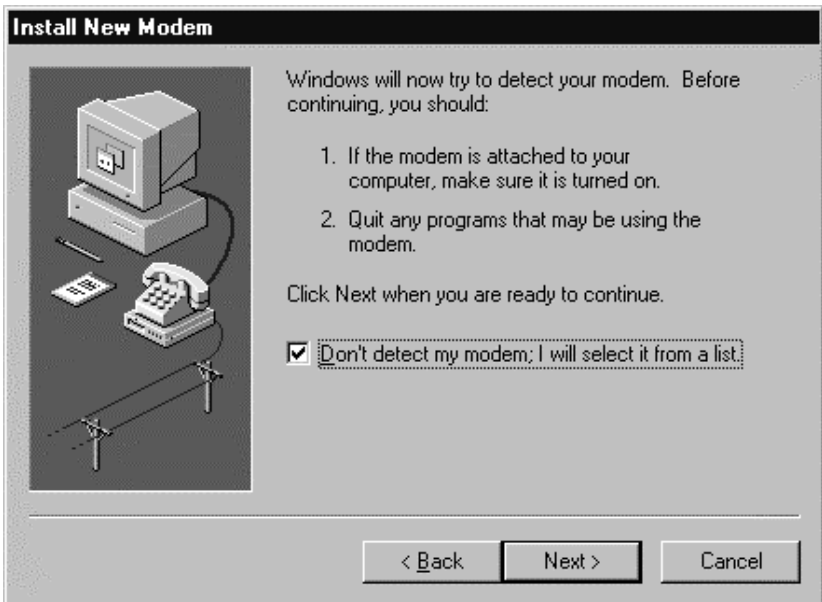 Install New Modem
Windows will now try to detect your modem. Before
continuing, you should:
1. If the modem is attached to your
computer, make sure it is turned on.
2. Quit any programs that may be using the
modem.
Click Next when you are ready to continue.
Don't detect my modem; I will select it from a list.
< Back
Next >
Cancel